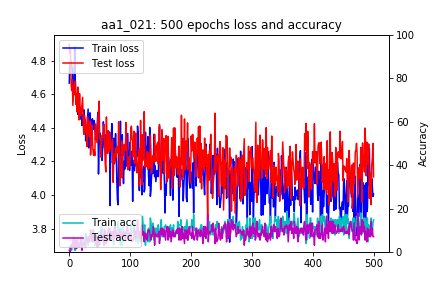 aa1_021: 500 epochs loss and accuracy
Train loss
Test loss
Train acc
Test acc
Loss
4.8
4.6
4.4
4.2
4.0
3.8
Accuracy
100
80
60
40
20
0
0 100 200 300 400 500